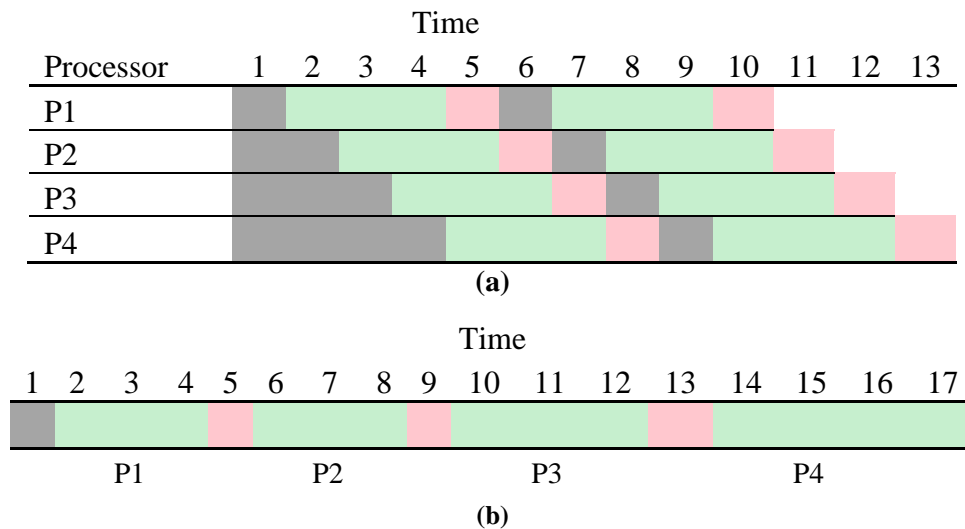 Time
Processor 1 2 3 4 5 6 7 8 9 10 11 12 13
P1
P2
P3
P4
(a)
Time
1 2 3 4 5 6 7 8 9 10 11 12 13 14 15 16 17
P1 P2 P3 P4
(b)